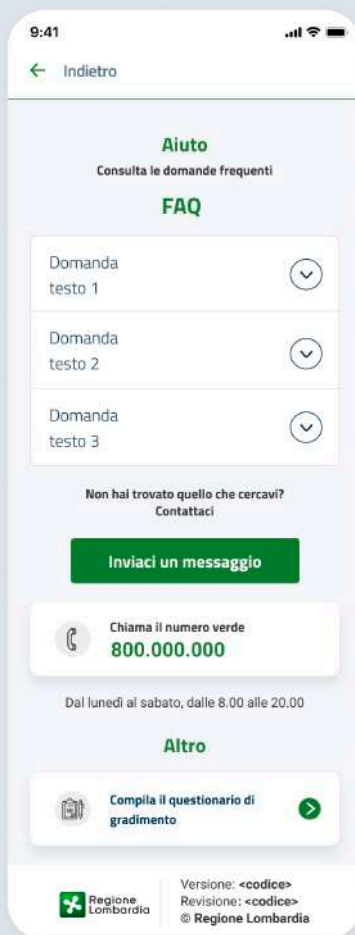 9:41
Indietro
Aiuto
Consulta le domande frequenti
FAQ
Domanda
testo 1
Domanda
testo 2
Domanda
testo 3
Non hai trovato quello che cercavi?
Contattaci
Inviaci un messaggio
Chiama il numero verde
800.000.000
Dal lunedì al sabato, dalle 8.00 alle 20.00
Altro
Compila il questionario di
gradimento
Regione
Lombardia
Versione: <codice>
Revisione: <codice>
© Regione Lombardia